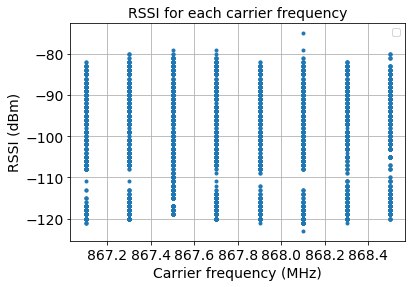 RSSI for each carrier frequency
−80
−90
−100
−110
−120
RSSI (dBm)
867.2 867.4 867.6 867.8 868.0 868.2 868.4
Carrier frequency (MHz)